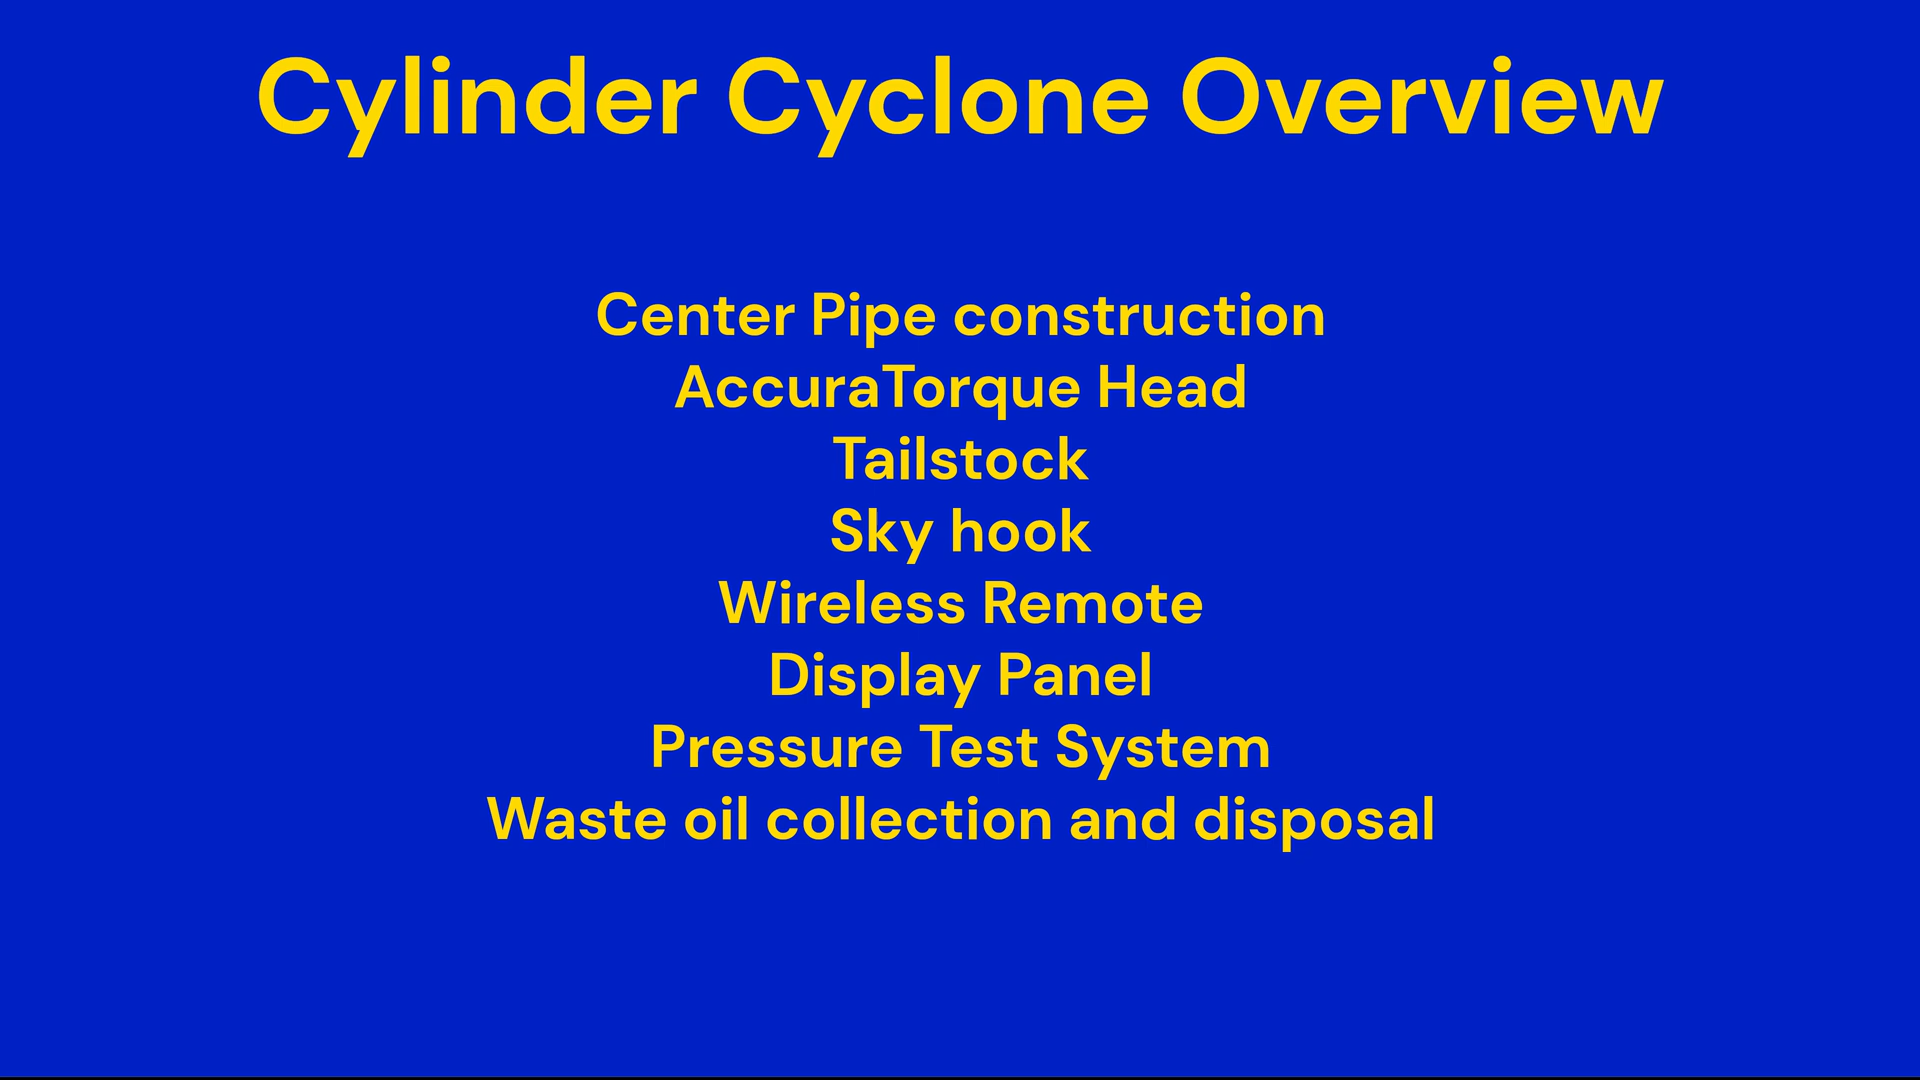 Cylinder Cyclone Overview
Center Pipe construction
AccuraTorque Head
Tailstock
Sky hook
Wireless Remote
Display Panel
Pressure Test System
Waste oil collection and disposal